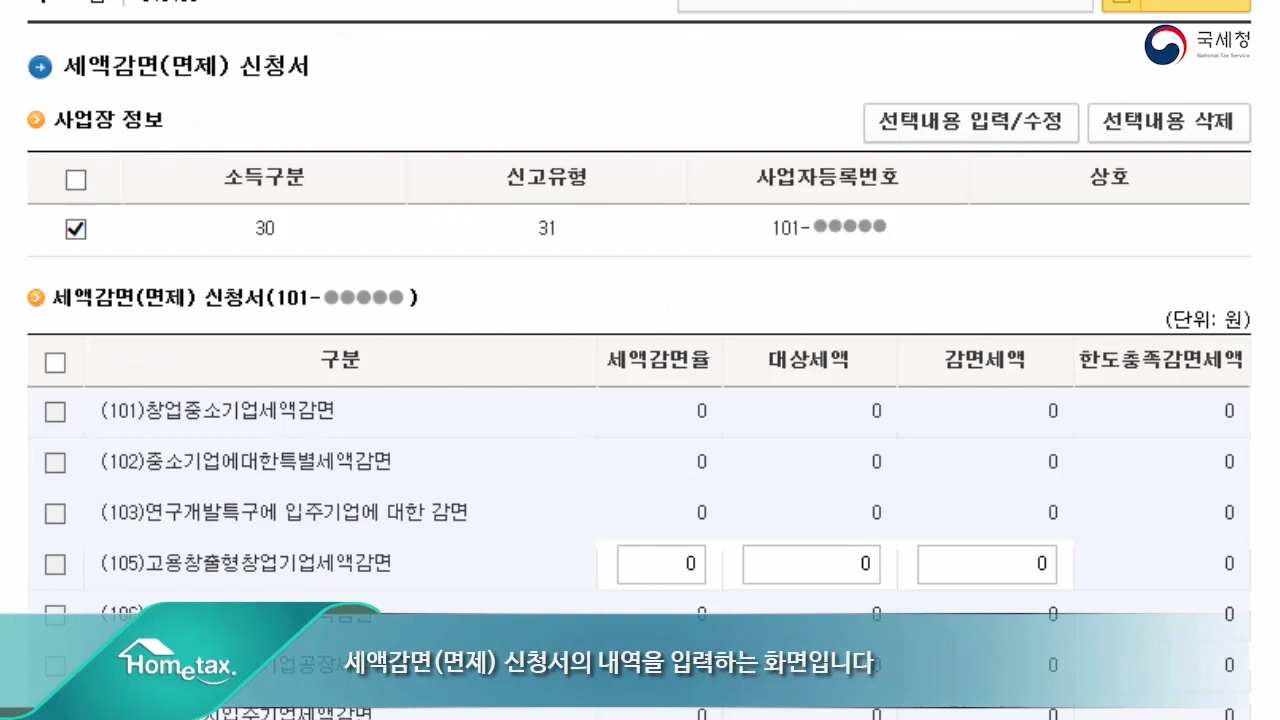 국세청
National Tax Service
세액감면(면제) 신청서
사업장 정보
선택내용 입력/수정 선택내용 삭제
소득구분 신고유형 사업자등록번호 상호
30 31 101-●●●●●
세액감면(면제) 신청서(101-●●●●● )
(단위: 원)
구분 세액감면율 대상세액 감면세액 한도충족감면세액
(101)창업중소기업세액감면 0 0 0 0
(102)중소기업에대한특별세액감면 0 0 0 0
(103)연구개발특구에 입주기업에 대한 감면 0 0 0 0
(105)고용창출형창업기업세액감면 0 0 0 0
0 0 0 0
Hometax.
세액감면(면제) 신청서의 내역을 입력하는 화면입니다
0 0
입주기업세액감면 0 0 0 0